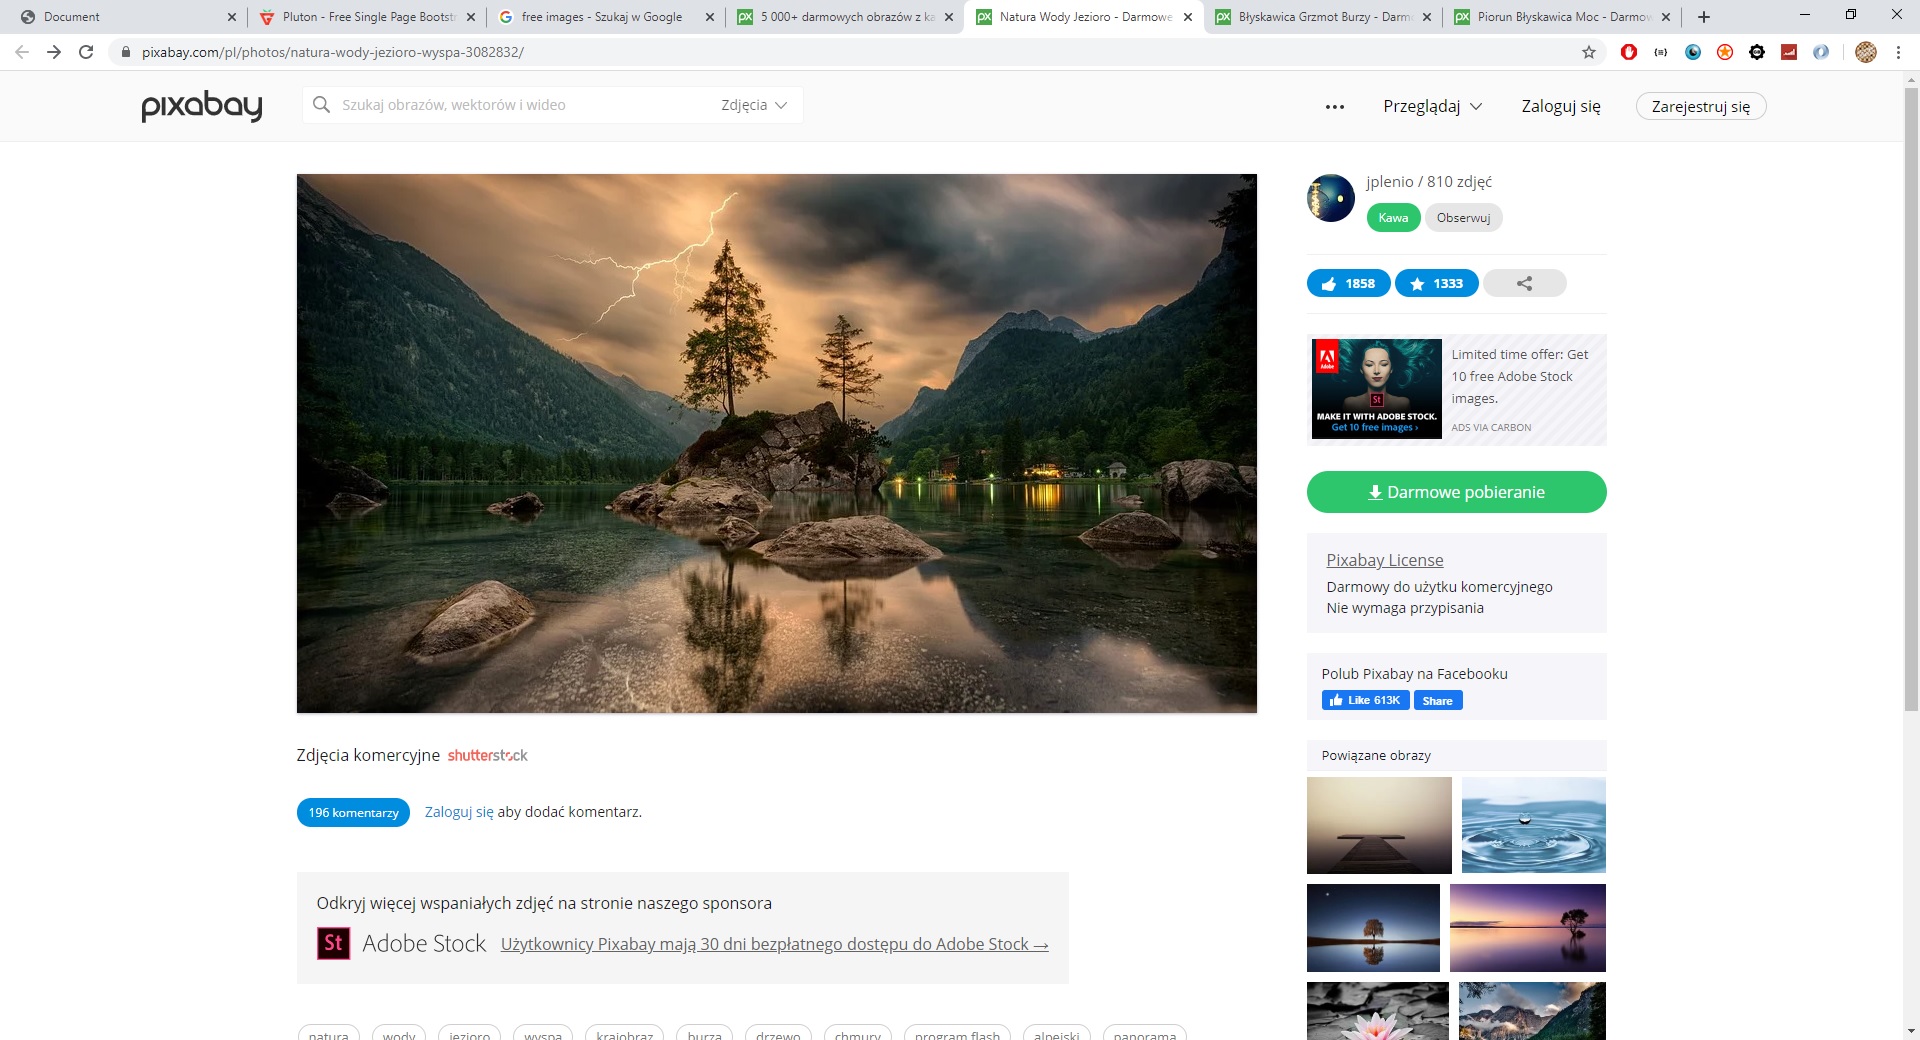 Document
Pluton - Free Single Page Bootstr
free images - Szukaj w Google
5 000+ darmowych obrazów z ka
Natura Wody Jezioro - Darmowe
Błyskawica Grzmot Burzy - Darm
Piorun Błyskawica Moc - Darmow
pixabay.com/pl/photos/natura-wody-jezioro-wyspa-3082832/
pixabay
Szukaj obrazów, wektorów i wideo
Zdjęcia
Przeglądaj
Zaloguj się
Zarejestruj się
jplenio / 810 zdjęć
Kawa
Obserwuj
1858
1333
Adobe
St
MAKE IT WITH ADOBE STOCK.
Get 10 free images ›
Limited time offer: Get
10 free Adobe Stock
images.
ADS VIA CARBON
Darmowe pobieranie
Pixabay License
Darmowy do użytku komercyjnego
Nie wymaga przypisania
Polub Pixabay na Facebooku
Like 613K
Share
Powiązane obrazy
Zdjęcia komercyjne shutterstock
196 komentarzy
Zaloguj się aby dodać komentarz.
Odkryj więcej wspaniałych zdjęć na stronie naszego sponsora
St Adobe Stock Użytkownicy Pixabay mają 30 dni bezpłatnego dostępu do Adobe Stock →
natura
wody
jezioro
wyspa
krajobraz
burza
drzewo
chmury
program flash
alpejski
panorama